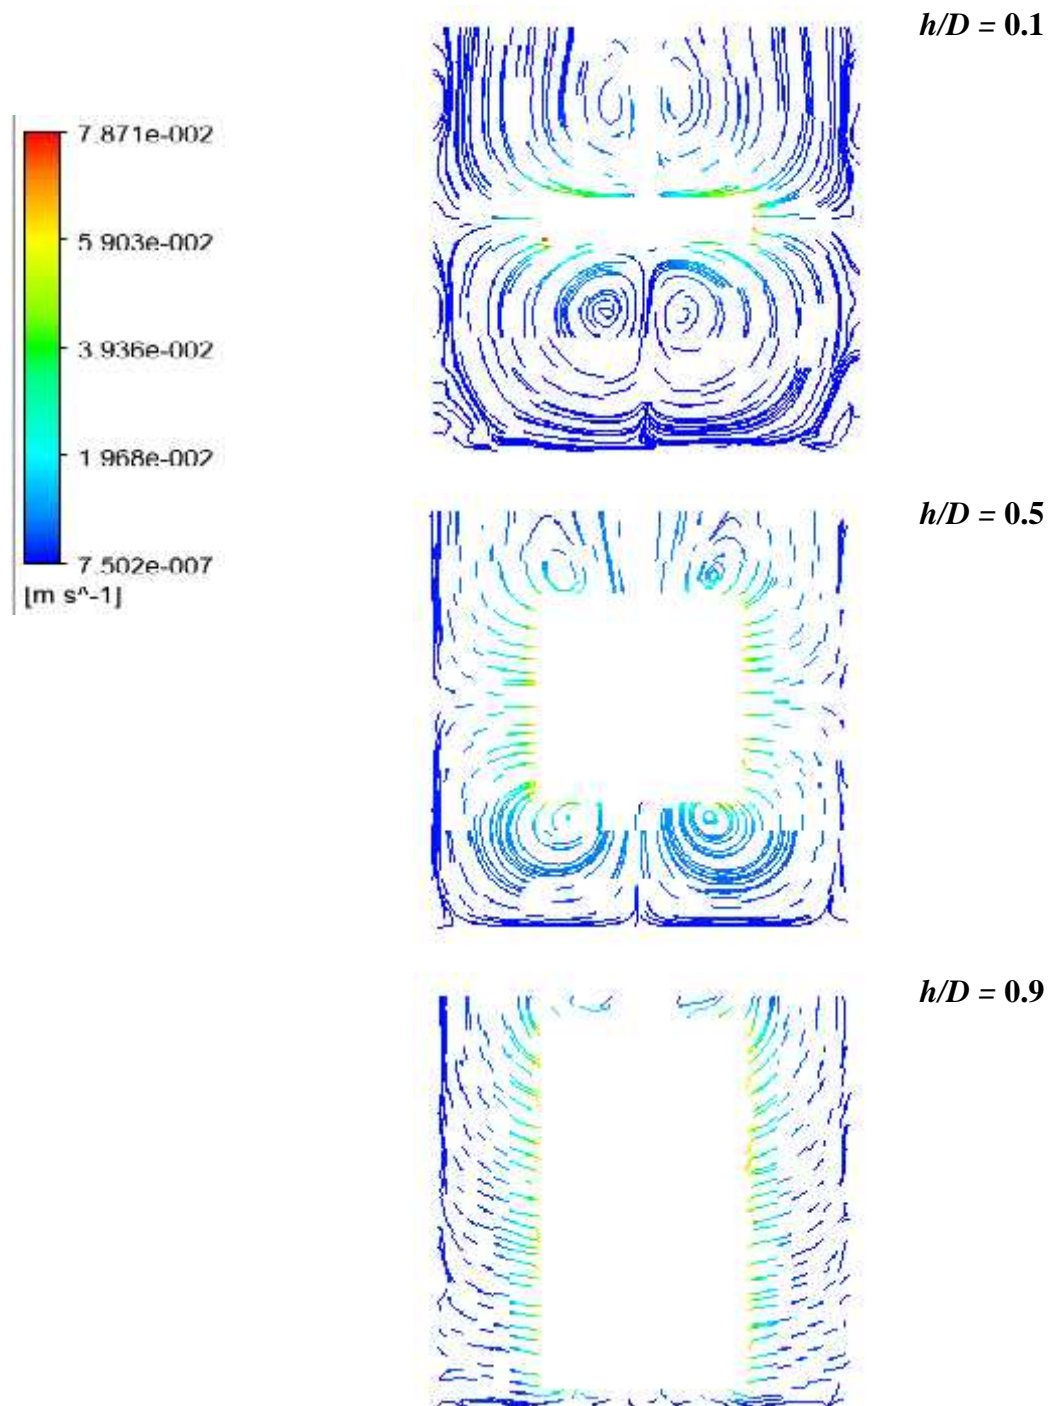 h/D = 0.1
7.871e-002
5.903e-002
3.936e-002
1.968e-002
7.502e-007
[m s^-1]
h/D = 0.5
h/D = 0.9